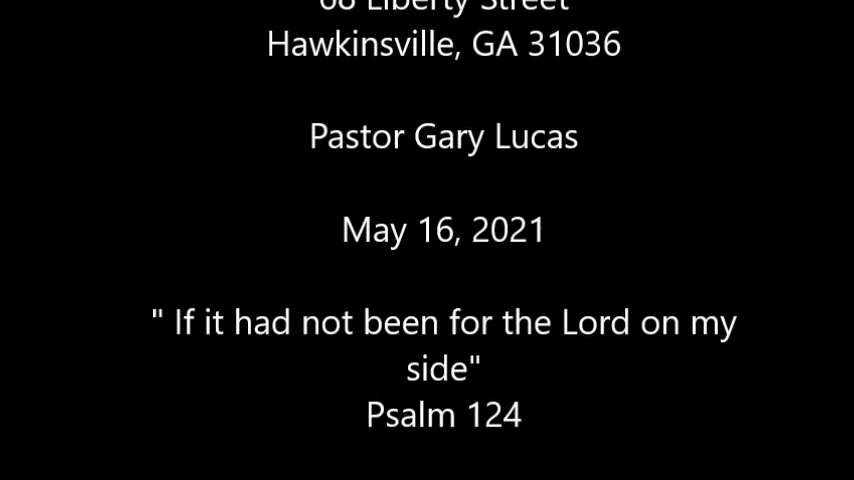 68 Liberty Street
Hawkinsville, GA 31036
Pastor Gary Lucas
May 16, 2021
" If it had not been for the Lord on my
side"
Psalm 124